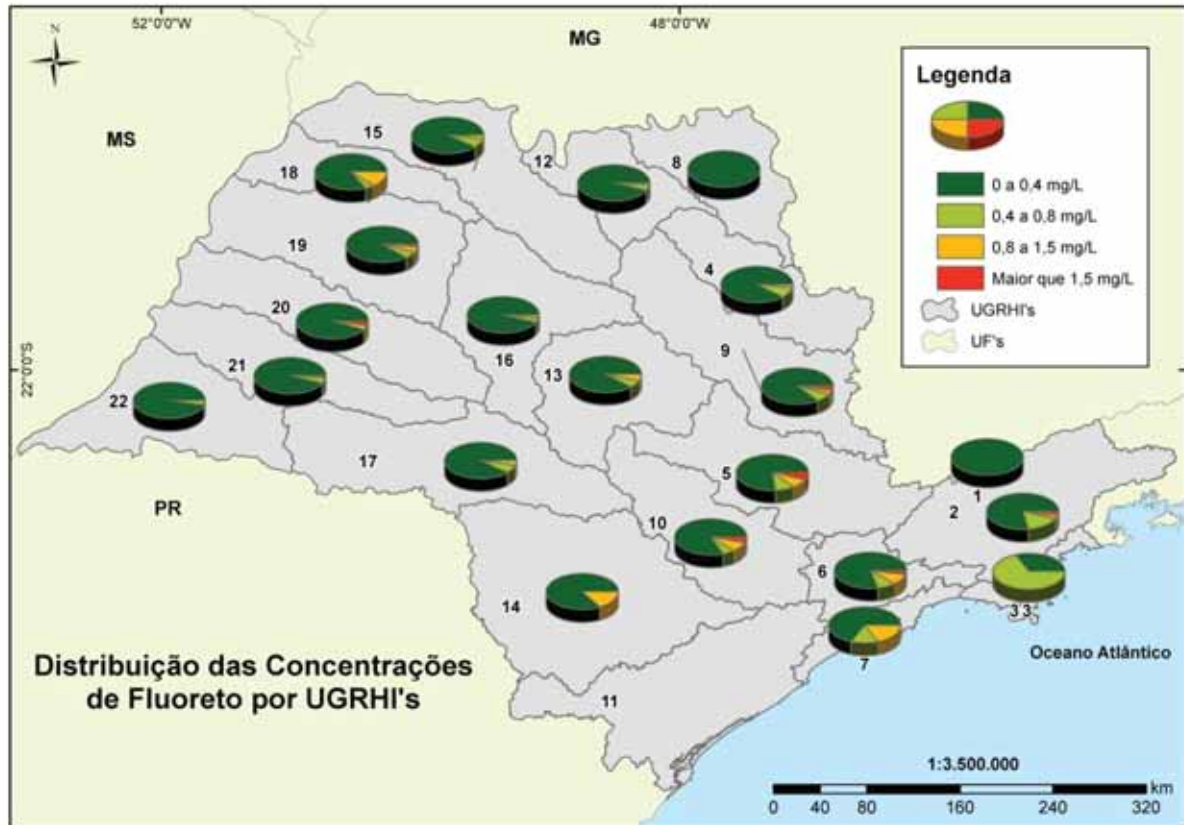 52°0'0"W
48°0'0"W
N
MG
MS
Legenda
0 a 0,4 mg/L
0,4 a 0,8 mg/L
0,8 a 1,5 mg/L
Maior que 1,5 mg/L
UGRHI's
UF's
15
12
8
18
19
4
20
16
9
22°0'0"S
21
13
22
17
5
1
2
PR
10
6
14
3 3
7
Oceano Atlântico
Distribuição das Concentrações
de Fluoreto por UGRHI's
11
1:3.500.000
km
0 40 80 160 240 320